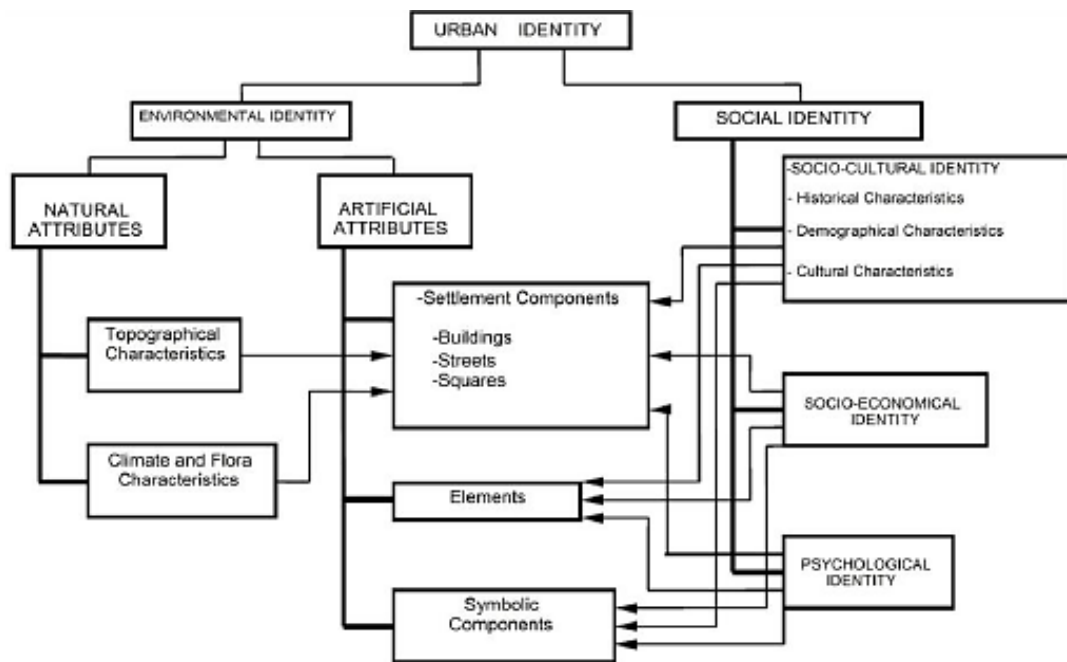 URBAN IDENTITY
ENVIRONMENTAL IDENTITY
SOCIAL IDENTITY
NATURAL
ATTRIBUTES
ARTIFICIAL
ATTRIBUTES
-SOCIO-CULTURAL IDENTITY
- Historical Characteristics
- Demographical Characteristics
- Cultural Characteristics
-Settlement Components
-Buildings
-Streets
-Squares
Topographical
Characteristics
SOCIO-ECONOMICAL
IDENTITY
Climate and Flora
Characteristics
Elements
PSYCHOLOGICAL
IDENTITY
Symbolic
Components